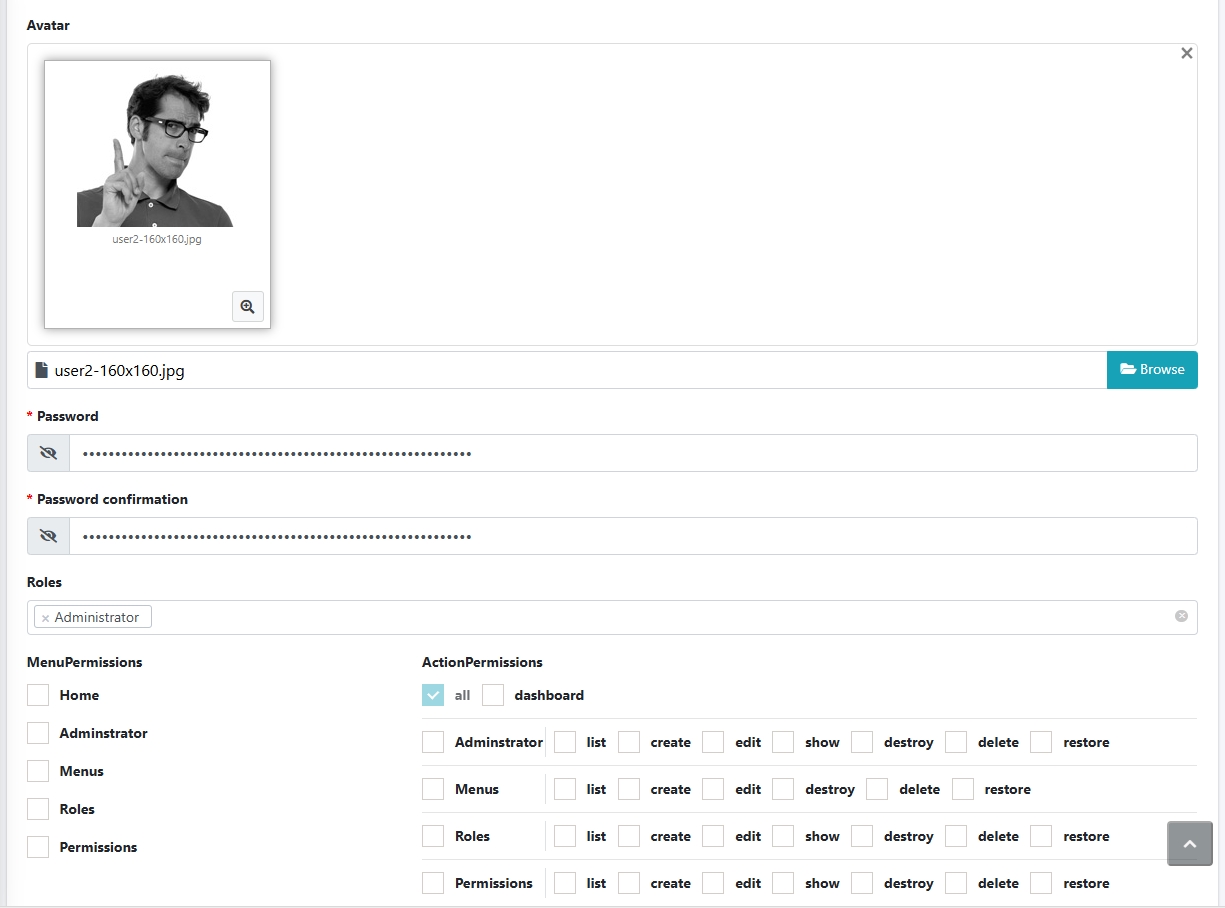 Avatar
user2-160x160.jpg
user2-160x160.jpg
Browse
* Password
* Password confirmation
Roles
× Administrator
MenuPermissions
Home
Adminstrator
Menus
Roles
Permissions
ActionPermissions
all dashboard
Adminstrator list create edit show destroy delete restore
Menus list create edit destroy delete restore
Roles list create edit show destroy delete restore
Permissions list create edit show destroy delete restore